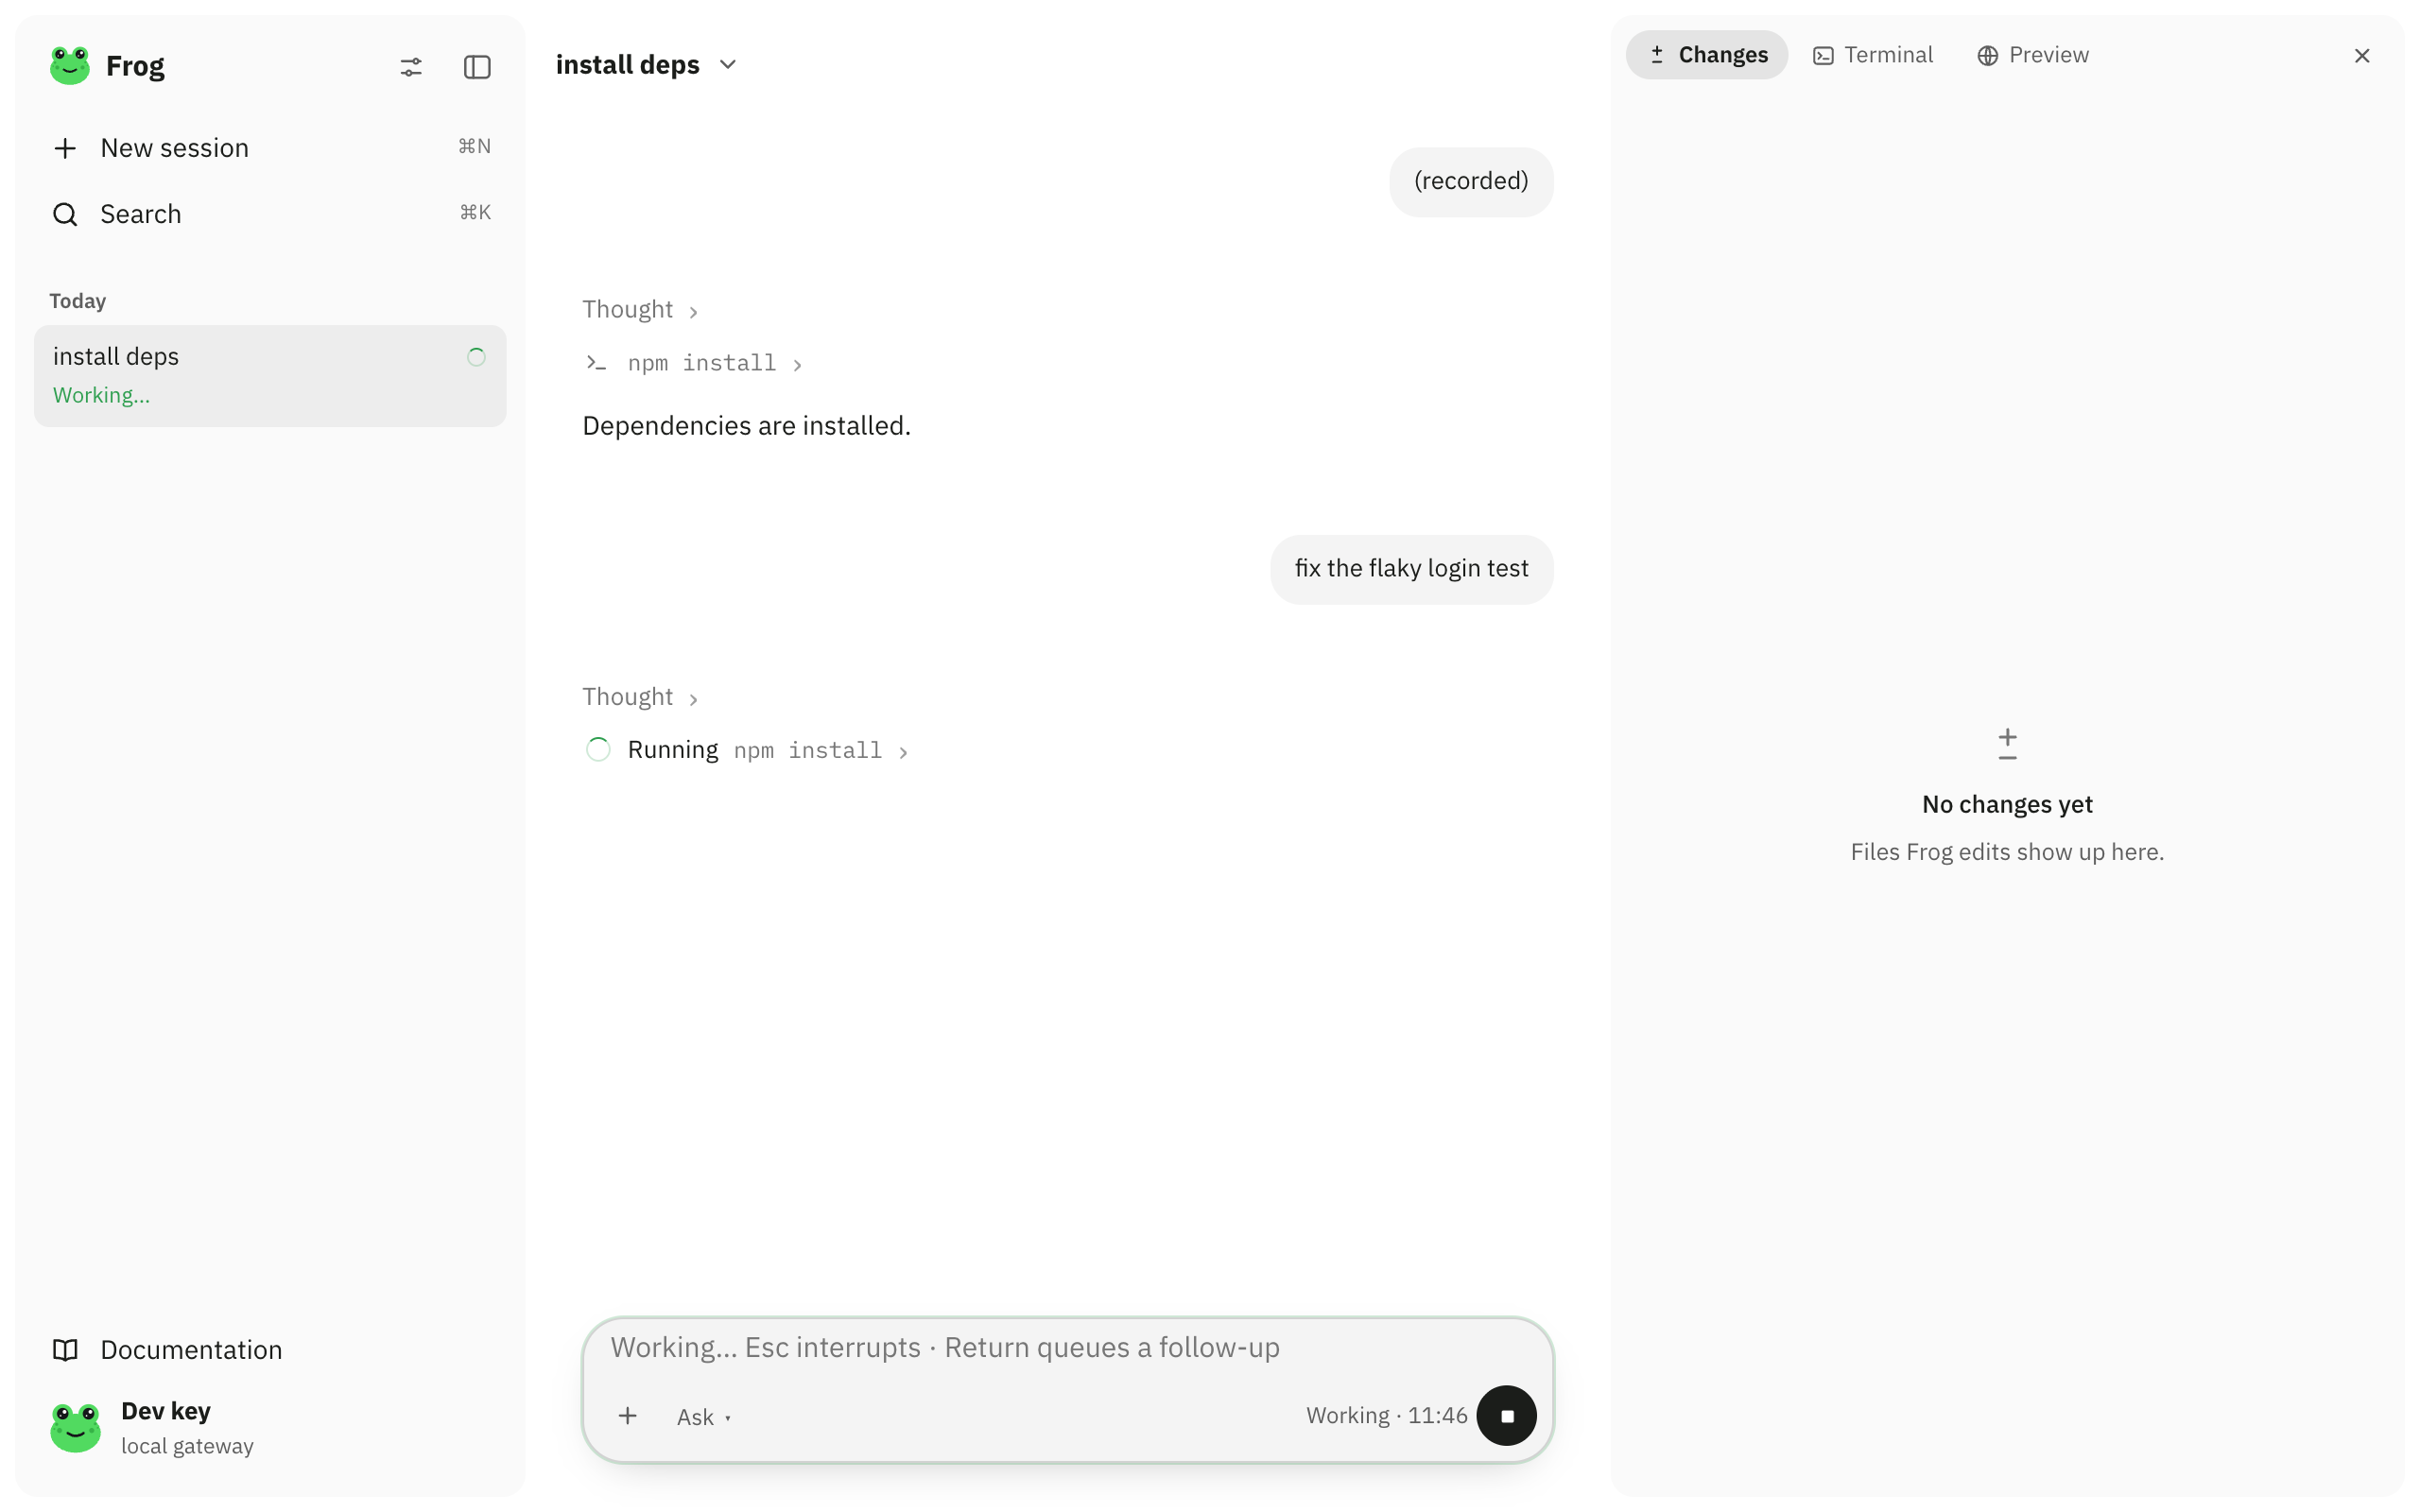 Frog
New session ⌘N
Search ⌘K
Today
install deps
Working...
Documentation
Dev key
local gateway
install deps
(recorded)
Thought
npm install
Dependencies are installed.
fix the flaky login test
Thought
Running npm install
Working... Esc interrupts · Return queues a follow-up
Ask
Working · 11:46
Changes
Terminal
Preview
No changes yet
Files Frog edits show up here.